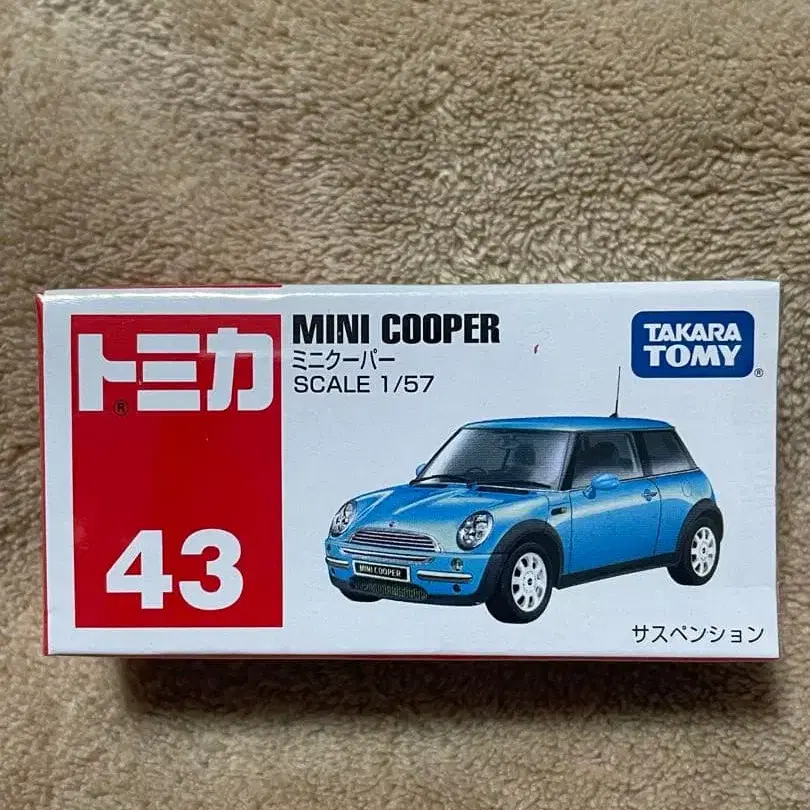 トミカ®
43
MINI COOPER
ミニクーパー
SCALE 1/57
TAKARA
TOMY®
MINI COOPER
サスペンション